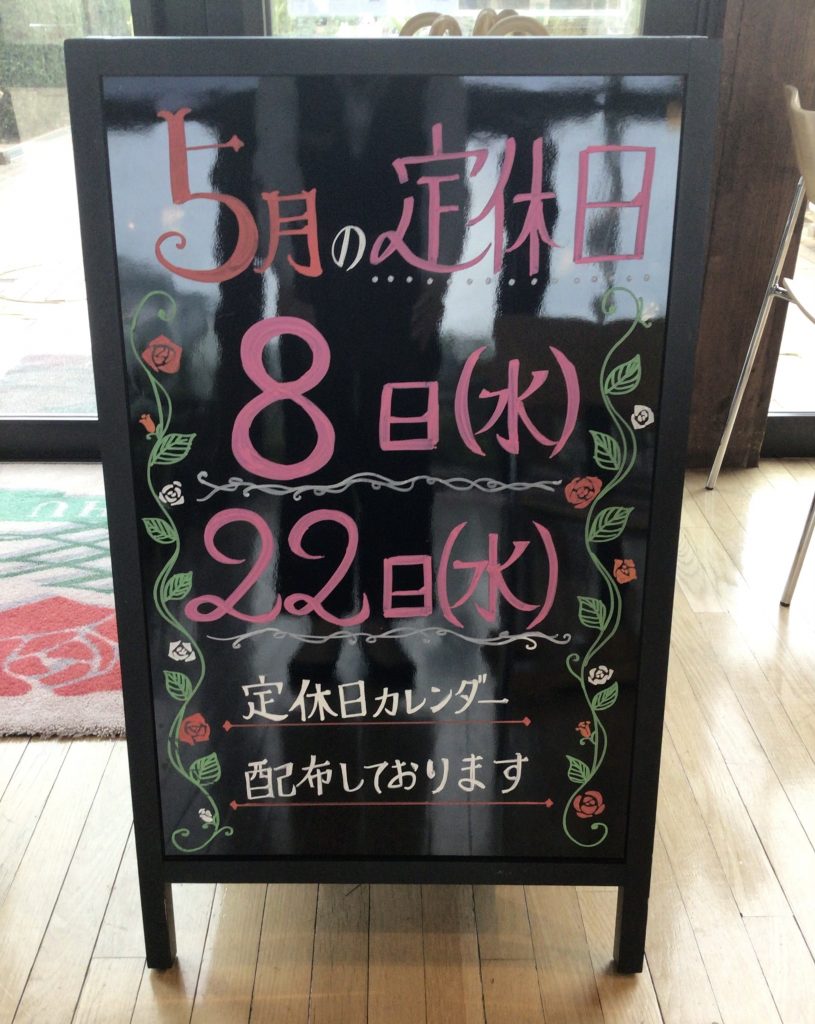 5月の定休日
8日(水)
22日(水)
定休日カレンダー
配布しております